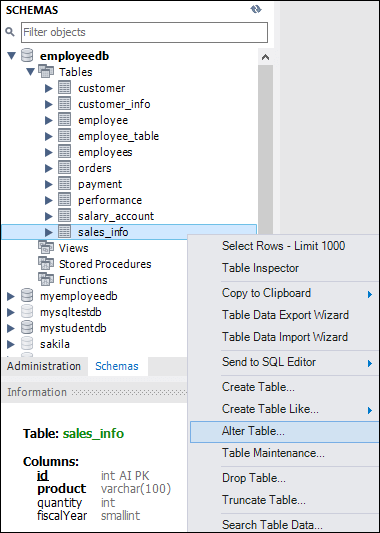 SCHEMAS
Filter objects
employeedb
Tables
customer
customer_info
employee
employee_table
employees
orders
payment
performance
salary_account
sales_info
Views
Stored Procedures
Functions
myemployeedb
mysqltestdb
mystudentdb
sakila
Administration Schemas
Information
Table: sales_info
Columns:
id int AI PK
product varchar(100)
quantity int
fiscalYear smallint
Select Rows - Limit 1000
Table Inspector
Copy to Clipboard
Table Data Export Wizard
Table Data Import Wizard
Send to SQL Editor
Create Table...
Create Table Like...
Alter Table...
Table Maintenance...
Drop Table...
Truncate Table...
Search Table Data...